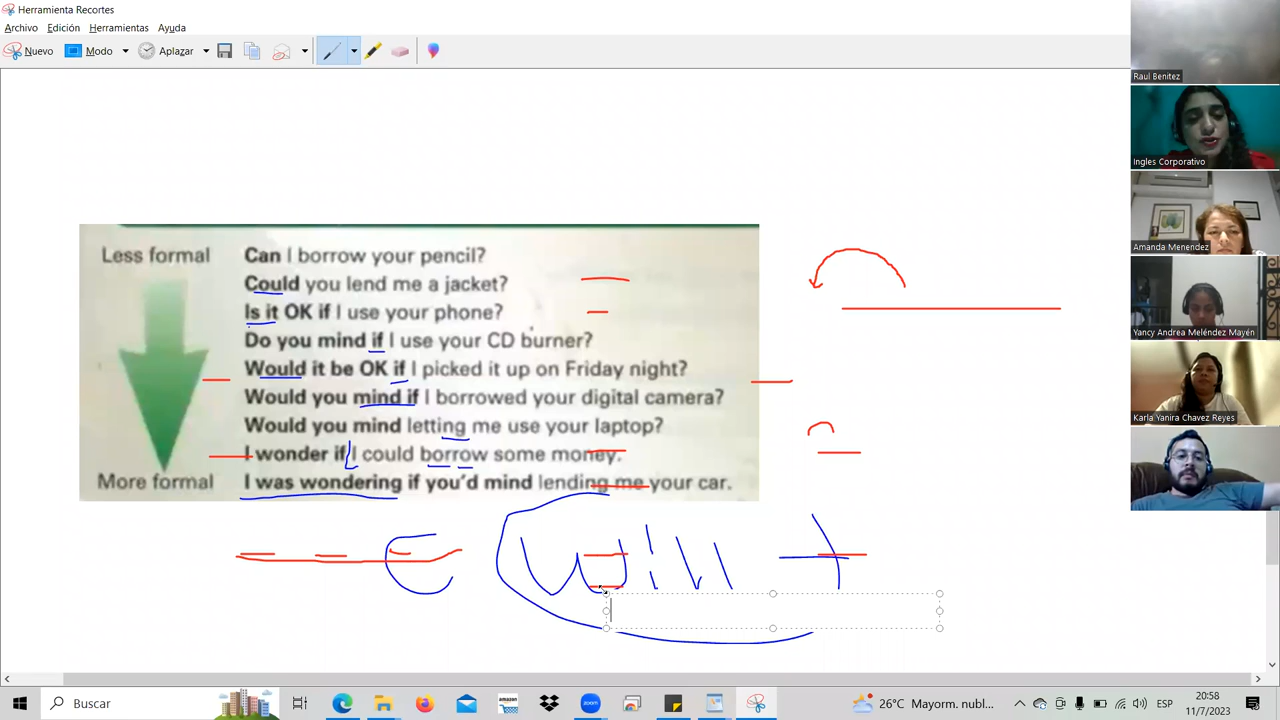 Herramienta Recortes
Archivo Edición Herramientas Ayuda
Nuevo Modo Aplazar
Less formal
Can I borrow your pencil?
Could you lend me a jacket?
Is it OK if I use your phone?
Do you mind if I use your CD burner?
Would it be OK if I picked it up on Friday night?
Would you mind if I borrowed your digital camera?
Would you mind letting me use your laptop?
I wonder if I could borrow some money.
More formal
I was wondering if you'd mind lending me your car.
will
Raul Benitez
Ingles Corporativo
Amanda Menendez
Yancy Andrea Meléndez Mayén
Karla Yanira Chavez Reyes
Buscar
amazon
zoom
26°C Mayorm. nubl...
ESP
20:58
11/7/2023